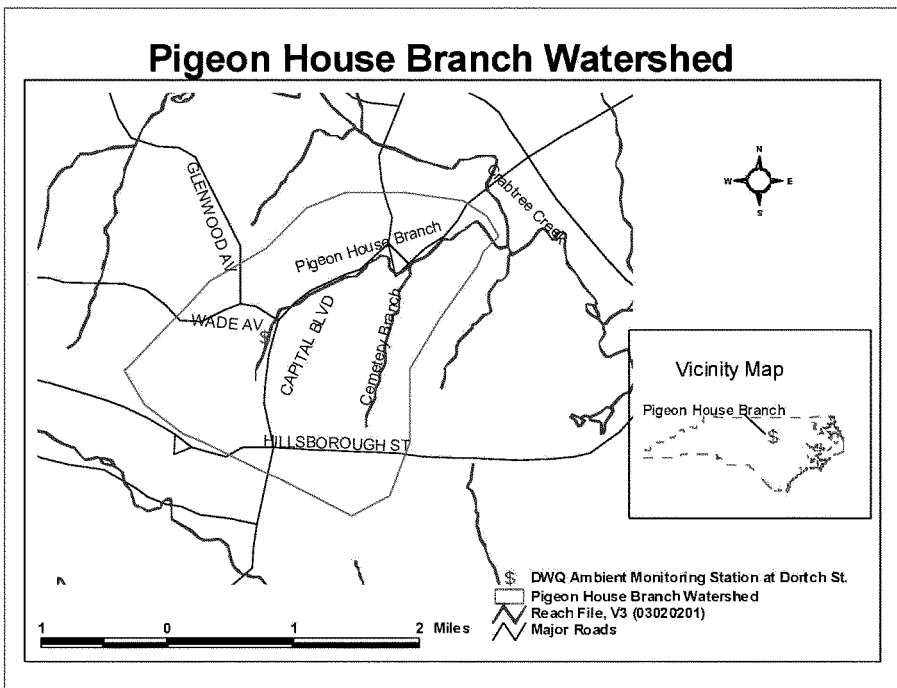 Pigeon House Branch Watershed
GLENWOOD AV
Crabtree Creek
Pigeon House Branch
WADE AV
CAPITAL BLVD
Cemetery Branch
HILLSBOROUGH ST
N
W E
S
Vicinity Map
Pigeon House Branch
$
$
$ DWQ Ambient Monitoring Station at Dortch St.
Pigeon House Branch Watershed
Reach File, V3 (03020201)
Major Roads
1 0 1 2 Miles